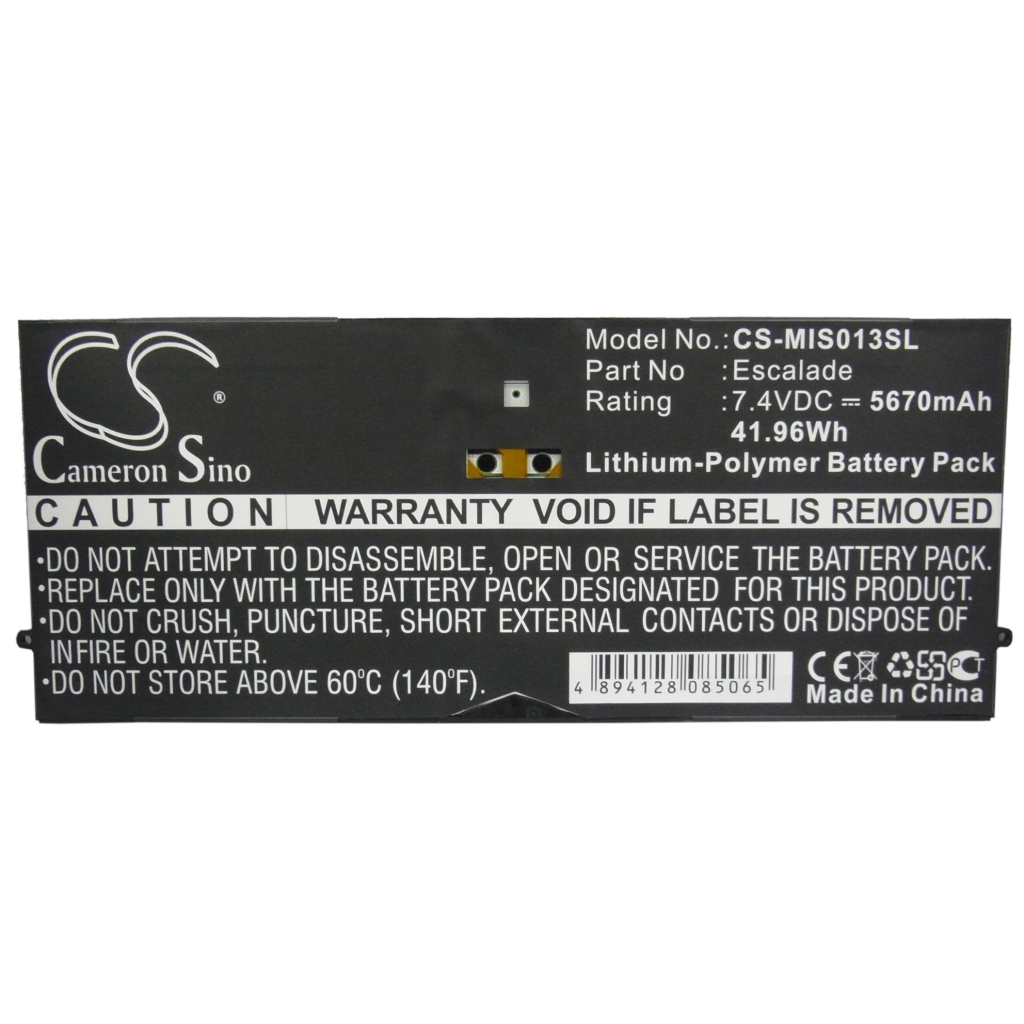 CS ®
Cameron Sino
Model No.: CS-MIS013SL
Part No : Escalade
Rating : 7.4VDC ⎓ 5670mAh
41.96Wh
Lithium-Polymer Battery Pack
CAUTION WARRANTY VOID IF LABEL IS REMOVED
•DO NOT ATTEMPT TO DISASSEMBLE, OPEN OR SERVICE THE BATTERY PACK.
•REPLACE ONLY WITH THE BATTERY PACK DESIGNATED FOR THIS PRODUCT.
•DO NOT CRUSH, PUNCTURE, SHORT EXTERNAL CONTACTS OR DISPOSE OF
INFIRE OR WATER.
•DO NOT STORE ABOVE 60°C (140°F).
4 894128 085065
CE PCT
Made In China